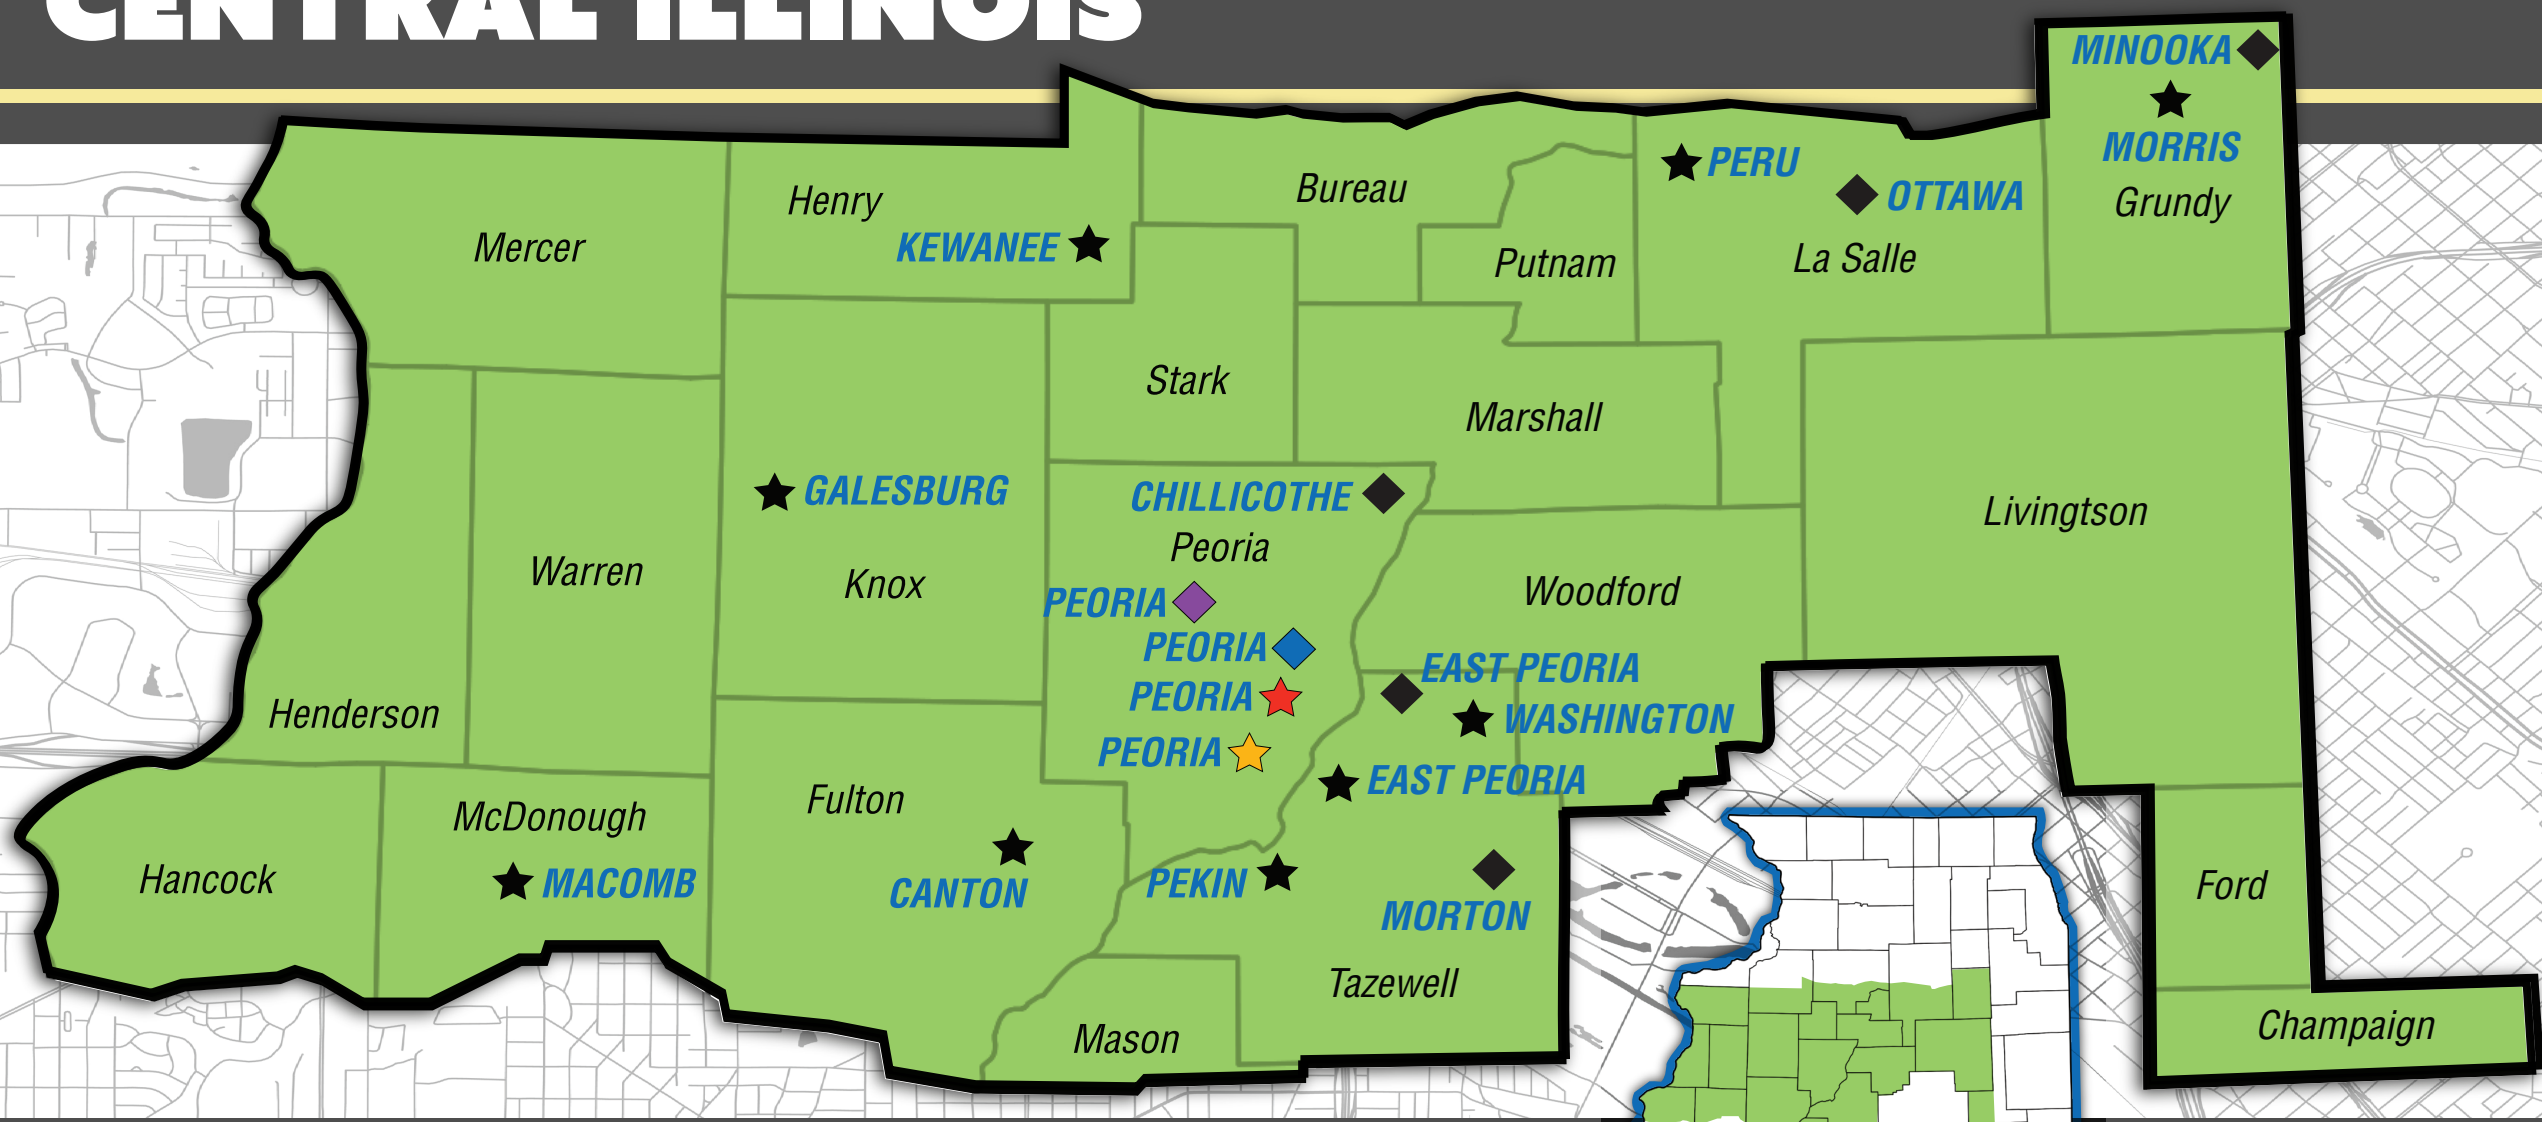 CENTRAL ILLINOIS
MINOOKA
MORRIS
Grundy
PERU
OTTAWA
La Salle
Bureau
Putnam
Henry
KEWANEE
Mercer
Stark
Marshall
GALESBURG
Knox
CHILLICOTHE
Peoria
Livingtson
Warren
Woodford
PEORIA
PEORIA
PEORIA
PEORIA
EAST PEORIA
WASHINGTON
EAST PEORIA
Henderson
McDonough
MACOMB
Hancock
Fulton
CANTON
PEKIN
MORTON
Tazewell
Mason
Ford
Champaign